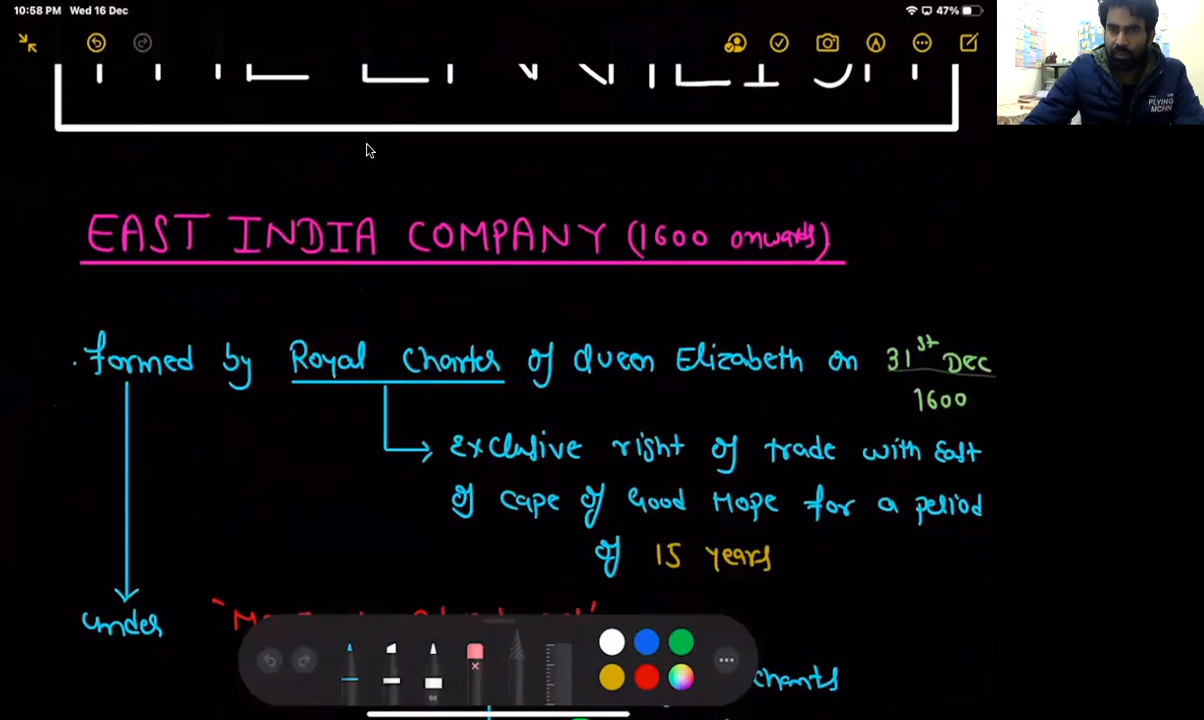 10:58 PM Wed 16 Dec
47%
FLYING
MCHN
EAST INDIA COMPANY (1600 onwards)
. formed by Royal Charter of Queen Elizabeth on 31st Dec
1600
Exclusive right of trade with East
of Cape of Good Hope for a period
of 15 years
under
chants